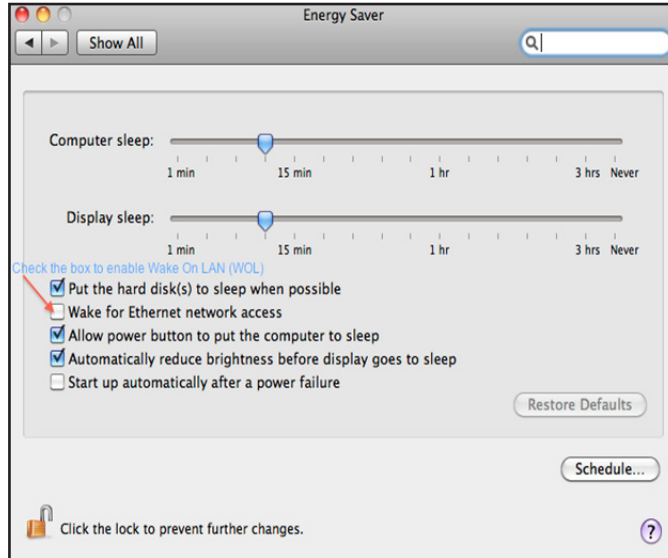 Energy Saver
Show All
Computer sleep:
1 min 15 min 1 hr 3 hrs Never
Display sleep:
1 min 15 min 1 hr 3 hrs Never
Check the box to enable Wake On LAN (WOL)
Put the hard disk(s) to sleep when possible
Wake for Ethernet network access
Allow power button to put the computer to sleep
Automatically reduce brightness before display goes to sleep
Start up automatically after a power failure
Restore Defaults
Schedule...
Click the lock to prevent further changes.
?